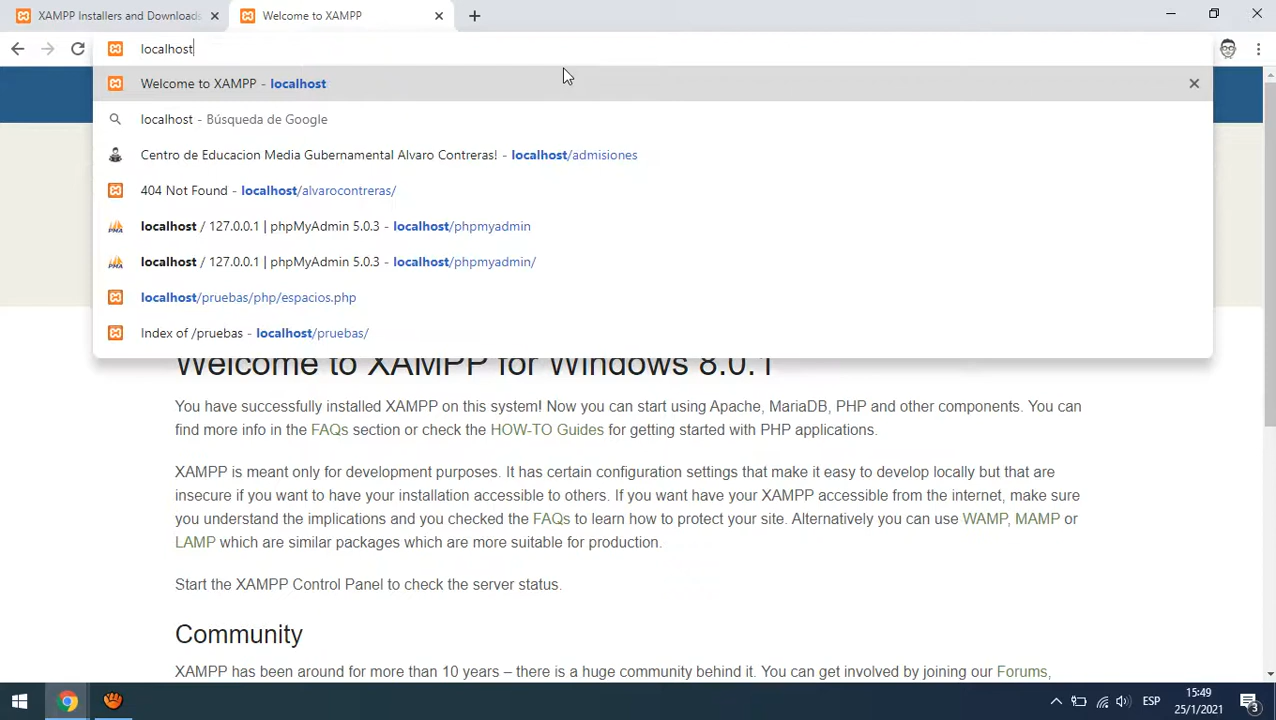 XAMPP Installers and Downloads
Welcome to XAMPP
localhost
Welcome to XAMPP - localhost
localhost - Búsqueda de Google
Centro de Educacion Media Gubernamental Alvaro Contreras! - localhost/admisiones
404 Not Found - localhost/alvarocontreras/
localhost / 127.0.0.1 | phpMyAdmin 5.0.3 - localhost/phpmyadmin
localhost / 127.0.0.1 | phpMyAdmin 5.0.3 - localhost/phpmyadmin/
localhost/pruebas/php/espacios.php
Index of /pruebas - localhost/pruebas/
Welcome to XAMPP for Windows 8.0.1
You have successfully installed XAMPP on this system! Now you can start using Apache, MariaDB, PHP and other components. You can
find more info in the FAQs section or check the HOW-TO Guides for getting started with PHP applications.
XAMPP is meant only for development purposes. It has certain configuration settings that make it easy to develop locally but that are
insecure if you want to have your installation accessible to others. If you want have your XAMPP accessible from the internet, make sure
you understand the implications and you checked the FAQs to learn how to protect your site. Alternatively you can use WAMP, MAMP or
LAMP which are similar packages which are more suitable for production.
Start the XAMPP Control Panel to check the server status.
Community
XAMPP has been around for more than 10 years – there is a huge community behind it. You can get involved by joining our Forums,
ESP
15:49
25/1/2021
3